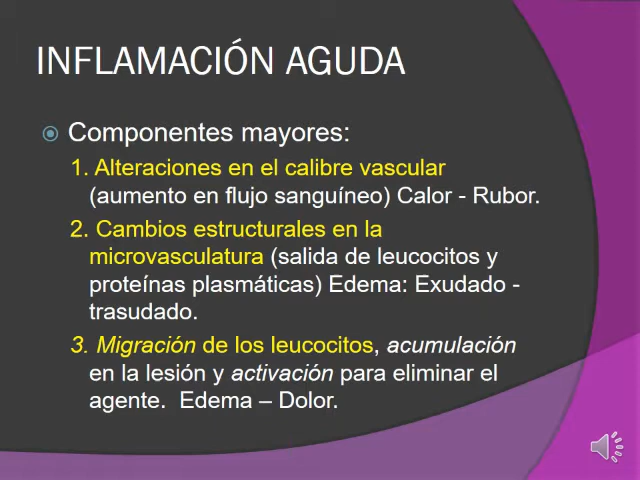 INFLAMACIÓN AGUDA
Componentes mayores:
1. Alteraciones en el calibre vascular
(aumento en flujo sanguíneo) Calor - Rubor.
2. Cambios estructurales en la
microvasculatura (salida de leucocitos y
proteínas plasmáticas) Edema: Exudado -
trasudado.
3. Migración de los leucocitos, acumulación
en la lesión y activación para eliminar el
agente. Edema – Dolor.